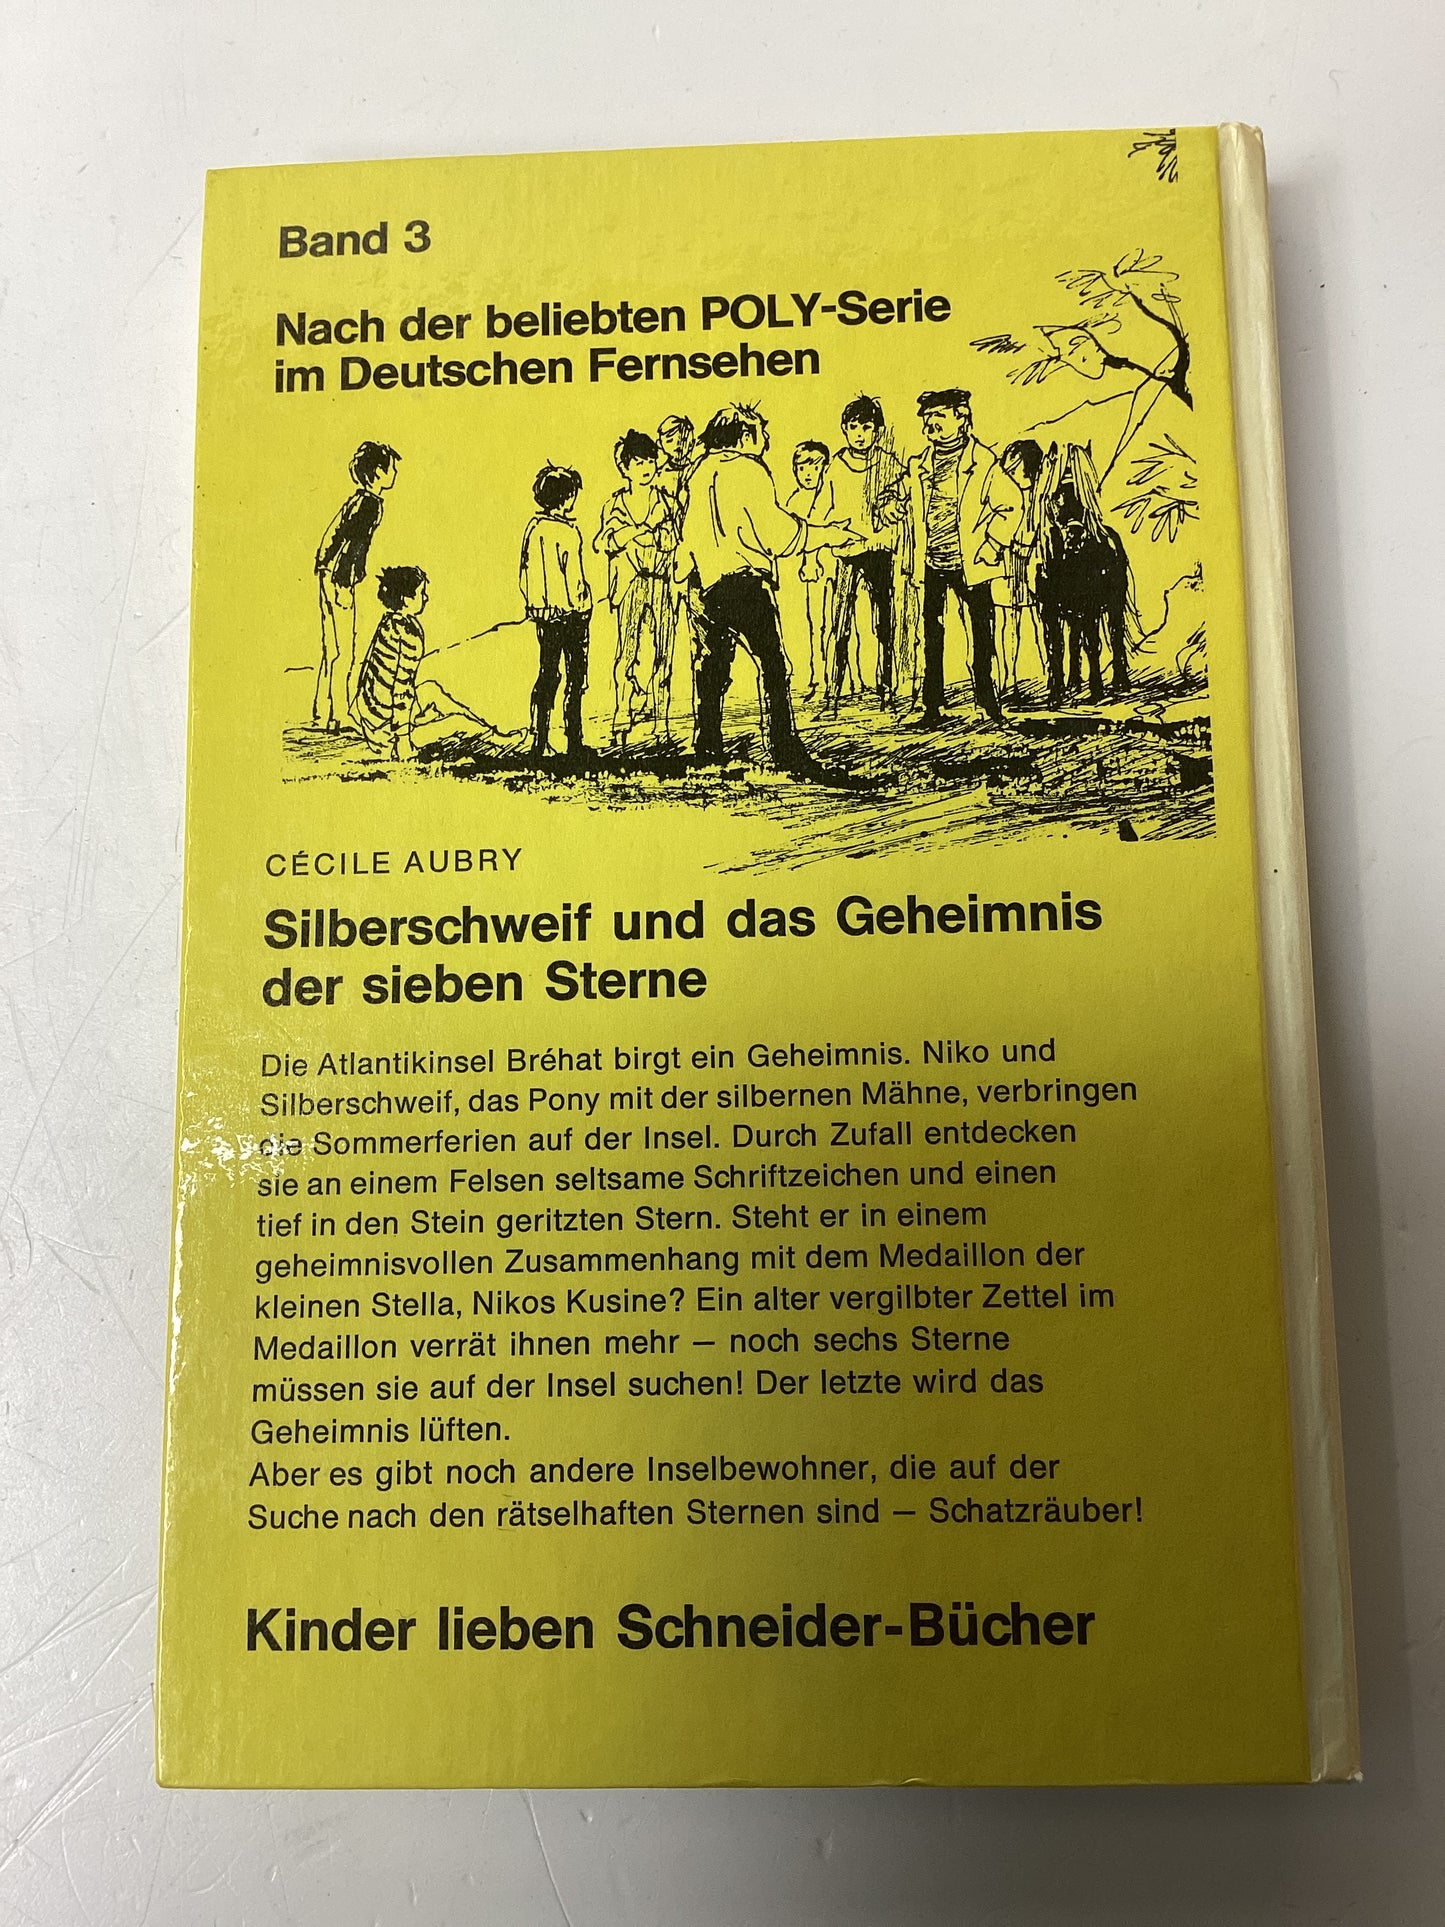 Band 3
Nach der beliebten POLY-Serie
im Deutschen Fernsehen
CÉCILE AUBRY
Silberschweif und das Geheimnis
der sieben Sterne
Die Atlantikinsel Bréhat birgt ein Geheimnis. Niko und
Silberschweif, das Pony mit der silbernen Mähne, verbringen
die Sommerferien auf der Insel. Durch Zufall entdecken
sie an einem Felsen seltsame Schriftzeichen und einen
tief in den Stein geritzten Stern. Steht er in einem
geheimnisvollen Zusammenhang mit dem Medaillon der
kleinen Stella, Nikos Kusine? Ein alter vergilbter Zettel im
Medaillon verrät ihnen mehr – noch sechs Sterne
müssen sie auf der Insel suchen! Der letzte wird das
Geheimnis lüften.
Aber es gibt noch andere Inselbewohner, die auf der
Suche nach den rätselhaften Sternen sind – Schatzräuber!
Kinder lieben Schneider-Bücher